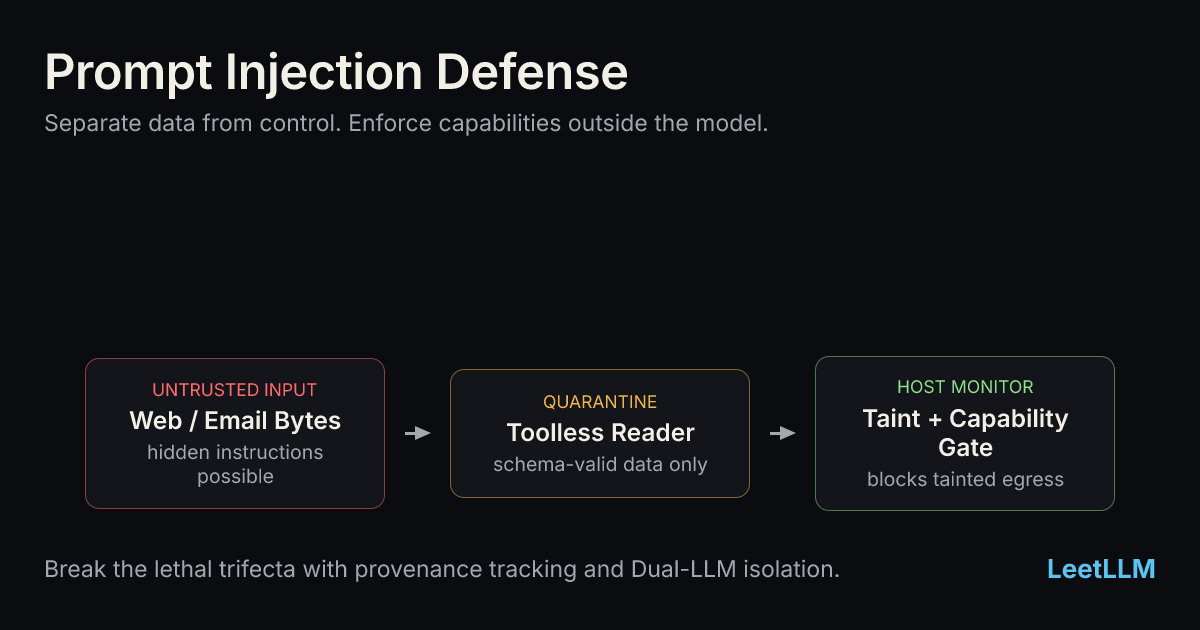 Prompt Injection Defense
Separate data from control. Enforce capabilities outside the model.
UNTRUSTED INPUT
Web / Email Bytes
hidden instructions
possible
QUARANTINE
Toolless Reader
schema-valid data only
HOST MONITOR
Taint + Capability
Gate
blocks tainted egress
Break the lethal trifecta with provenance tracking and Dual-LLM isolation.
LeetLLM